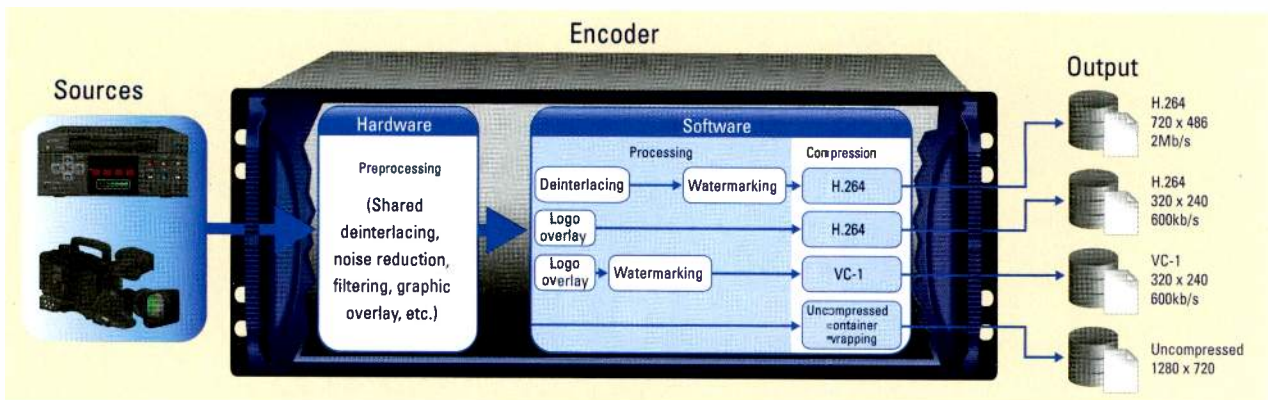 Encoder
Sources
Output
Hardware
Preprocessing
(Shared
deinterlacing,
noise reduction,
filtering, graphic
overlay, etc.)
Software
Processing
Compression
Deinterlacing
Watermarking
H.264
Logo
overlay
H.264
Logo
overlay
Watermarking
VC-1
Uncompressed
container
wrapping
H.264
720 x 486
2Mb/s
H.264
320 x 240
600kb/s
VC-1
320 x 240
600kb/s
Uncompressed
1280 x 720